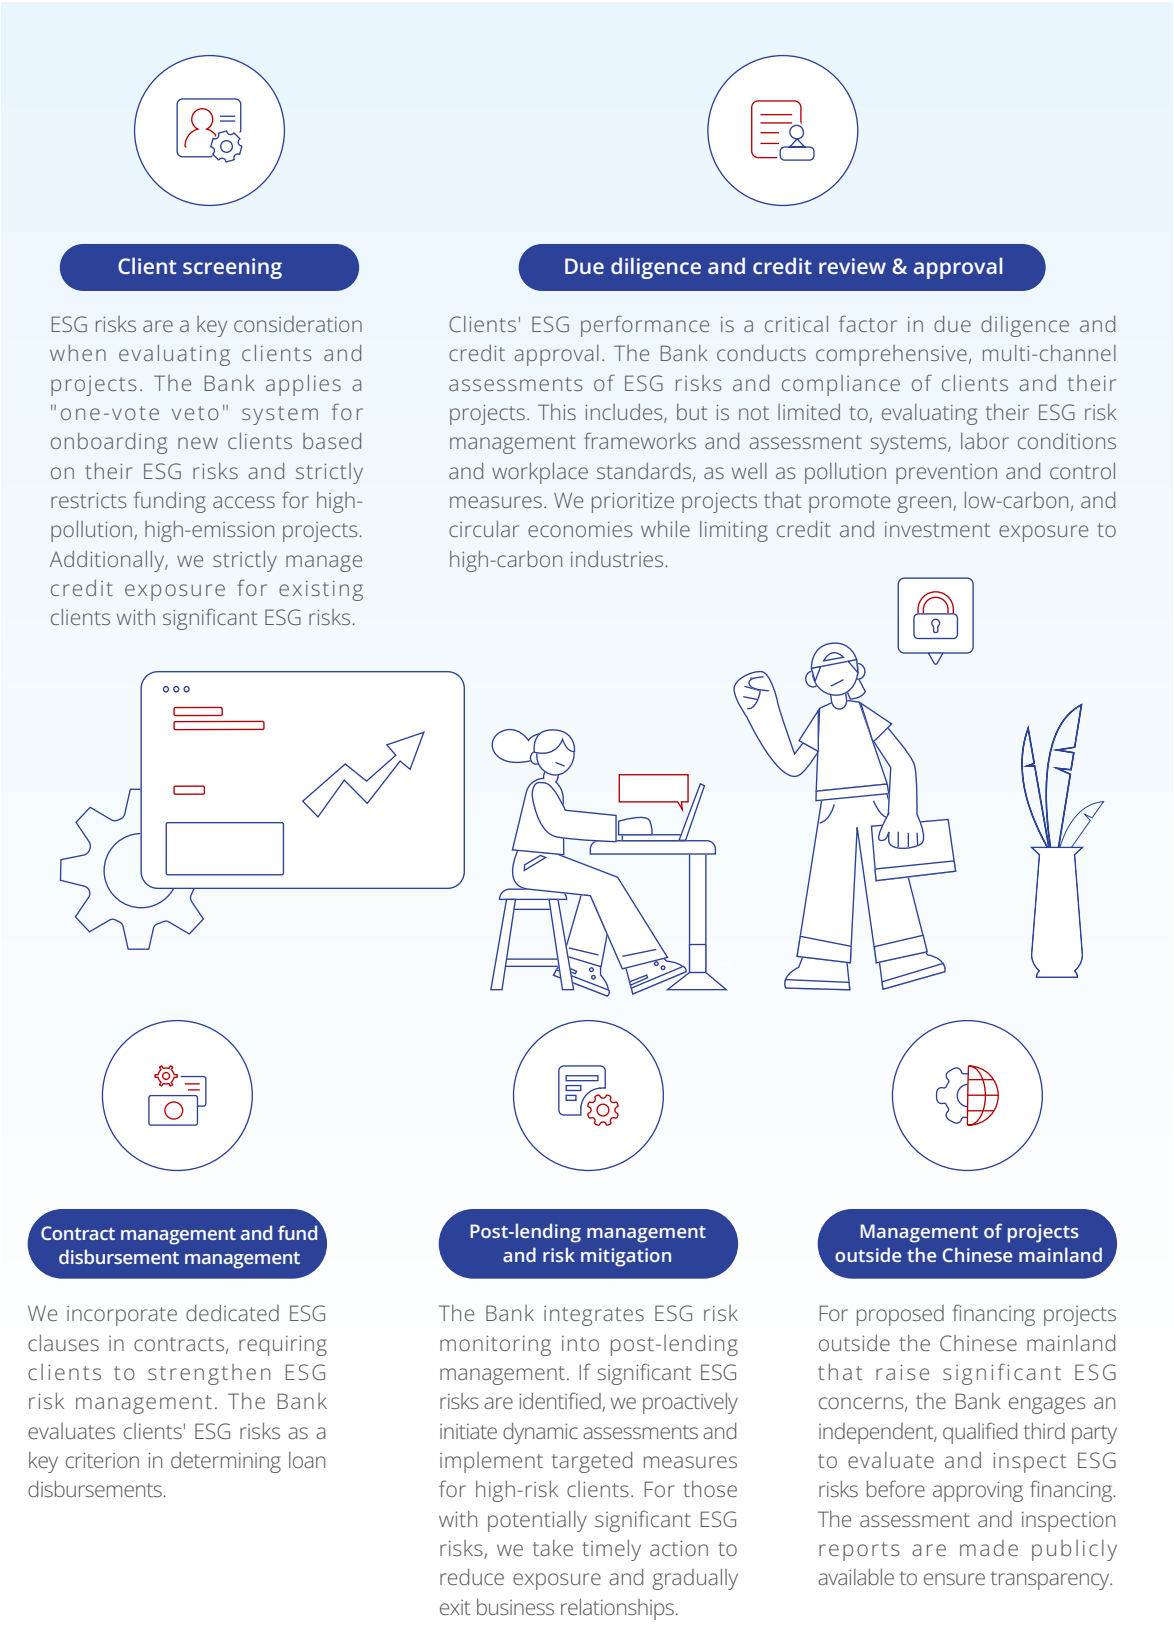 Client screening
ESG risks are a key consideration
when evaluating clients and
projects. The Bank applies a
"one-vote veto" system for
onboarding new clients based
on their ESG risks and strictly
restricts funding access for high-
pollution, high-emission projects.
Additionally, we strictly manage
credit exposure for existing
clients with significant ESG risks.
Due diligence and credit review & approval
Clients' ESG performance is a critical factor in due diligence and
credit approval. The Bank conducts comprehensive, multi-channel
assessments of ESG risks and compliance of clients and their
projects. This includes, but is not limited to, evaluating their ESG risk
management frameworks and assessment systems, labor conditions
and workplace standards, as well as pollution prevention and control
measures. We prioritize projects that promote green, low-carbon, and
circular economies while limiting credit and investment exposure to
high-carbon industries.
Contract management and fund
disbursement management
We incorporate dedicated ESG
clauses in contracts, requiring
clients to strengthen ESG
risk management. The Bank
evaluates clients' ESG risks as a
key criterion in determining loan
disbursements.
Post-lending management
and risk mitigation
The Bank integrates ESG risk
monitoring into post-lending
management. If significant ESG
risks are identified, we proactively
initiate dynamic assessments and
implement targeted measures
for high-risk clients. For those
with potentially significant ESG
risks, we take timely action to
reduce exposure and gradually
exit business relationships.
Management of projects
outside the Chinese mainland
For proposed financing projects
outside the Chinese mainland
that raise significant ESG
concerns, the Bank engages an
independent, qualified third party
to evaluate and inspect ESG
risks before approving financing.
The assessment and inspection
reports are made publicly
available to ensure transparency.